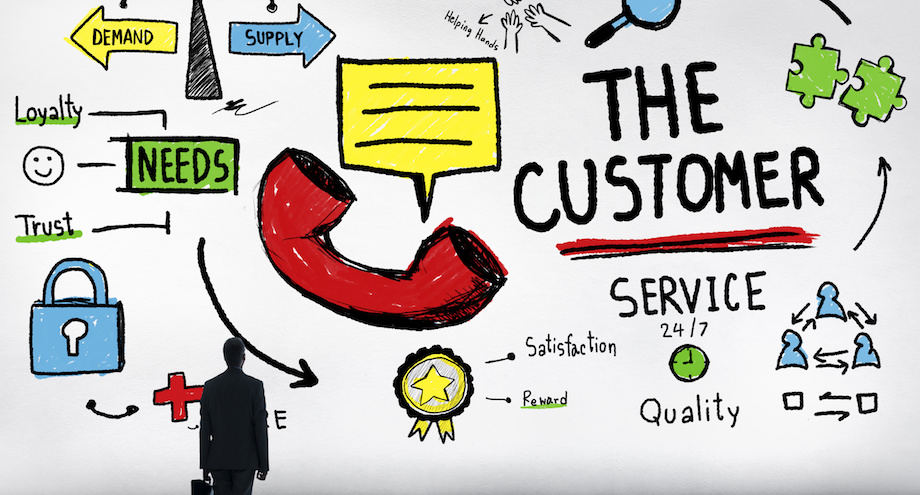 DEMAND
SUPPLY
Helping Hands
THE
CUSTOMER
Loyalty
NEEDS
Trust
SERVICE
24/7
Satisfaction
Reward
Quality